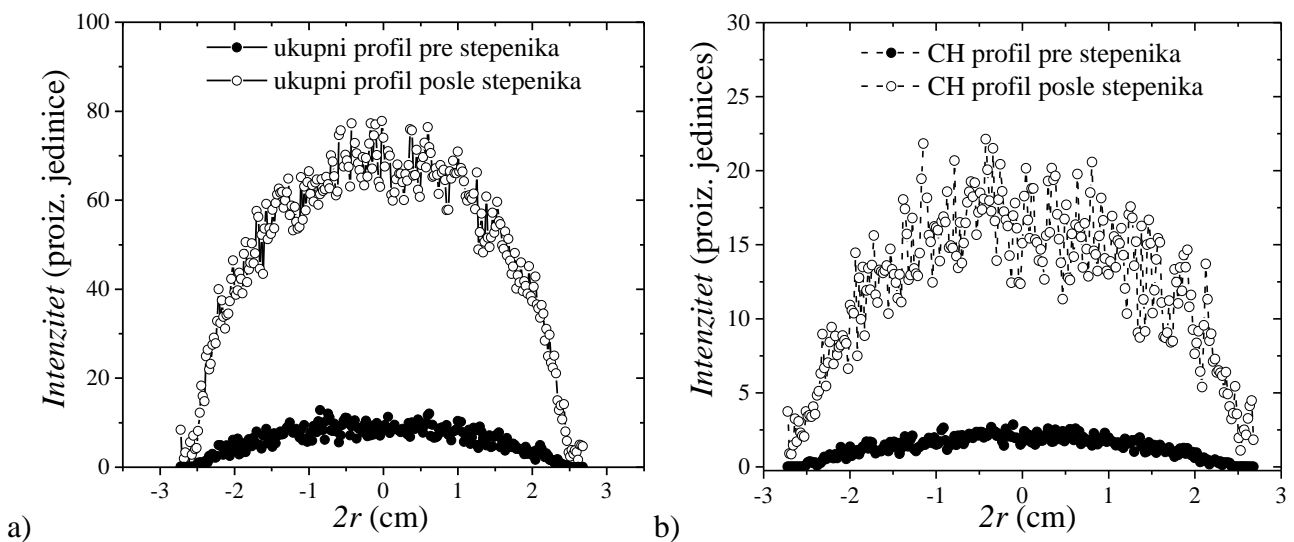 ukupni profil pre stepenika
ukupni profil posle stepenika
Intenzitet (proiz. jedinice)
100
80
60
40
20
0
-3 -2 -1 0 1 2 3
2r (cm)
a)
CH profil pre stepenika
CH profil posle stepenika
Intenzitet (proiz. jedinices)
30
25
20
15
10
5
0
-3 -2 -1 0 1 2 3
2r (cm)
b)